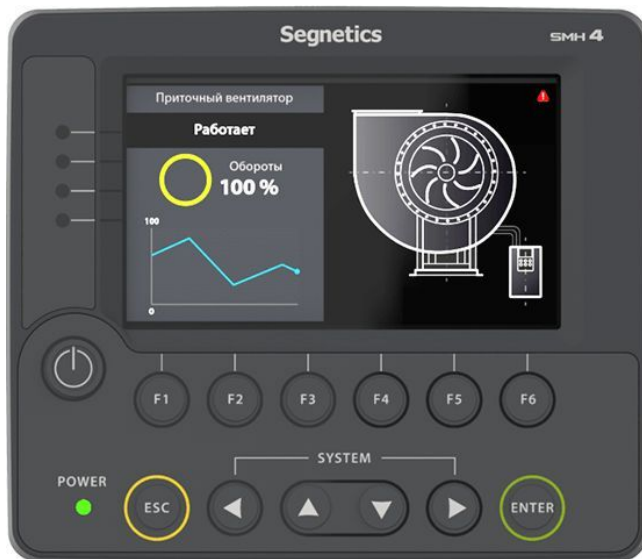 Segnetics
SMH 4
Приточный вентилятор
Работает
Обороты
100 %
100
0
F1
F2
F3
F4
F5
F6
SYSTEM
POWER
ESC
ENTER